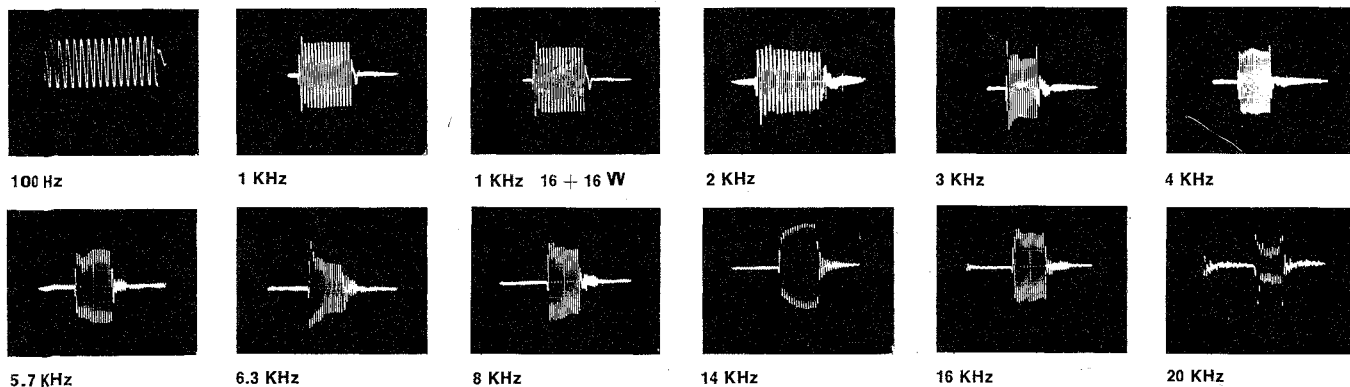 100 Hz
1 KHz
1 KHz 16 + 16 W
2 KHz
3 KHz
4 KHz
5.7 KHz
6.3 KHz
8 KHz
14 KHz
16 KHz
20 KHz